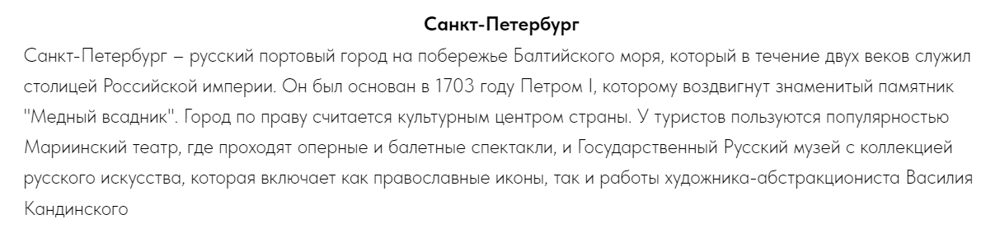 Санкт-Петербург
Санкт-Петербург – русский портовый город на побережье Балтийского моря, который в течение двух веков служил
столицей Российской империи. Он был основан в 1703 году Петром I, которому воздвигнут знаменитый памятник
"Медный всадник". Город по праву считается культурным центром страны. У туристов пользуются популярностью
Мариинский театр, где проходят оперные и балетные спектакли, и Государственный Русский музей с коллекцией
русского искусства, которая включает как православные иконы, так и работы художника-абстракциониста Василия
Кандинского